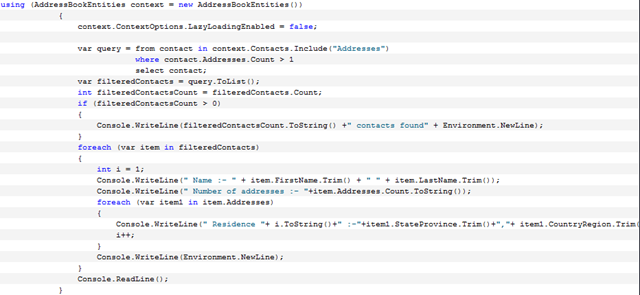 using (AddressBookEntities context = new AddressBookEntities())
{
context.ContextOptions.LazyLoadingEnabled = false;
var query = from contact in context.Contacts.Include("Addresses")
where contact.Addresses.Count > 1
select contact;
var filteredContacts = query.ToList();
int filteredContactsCount = filteredContacts.Count;
if (filteredContactsCount > 0)
{
Console.WriteLine(filteredContactsCount.ToString() +" contacts found" + Environment.NewLine);
}
foreach (var item in filteredContacts)
{
int i = 1;
Console.WriteLine(" Name :- " + item.FirstName.Trim() + " " + item.LastName.Trim());
Console.WriteLine(" Number of addresses :- "+item.Addresses.Count.ToString());
foreach (var item1 in item.Addresses)
{
Console.WriteLine(" Residence "+ i.ToString()+" :-"+item1.StateProvince.Trim()+","+ item1.CountryRegion.Trim(
i++;
}
Console.WriteLine(Environment.NewLine);
}
Console.ReadLine();
}